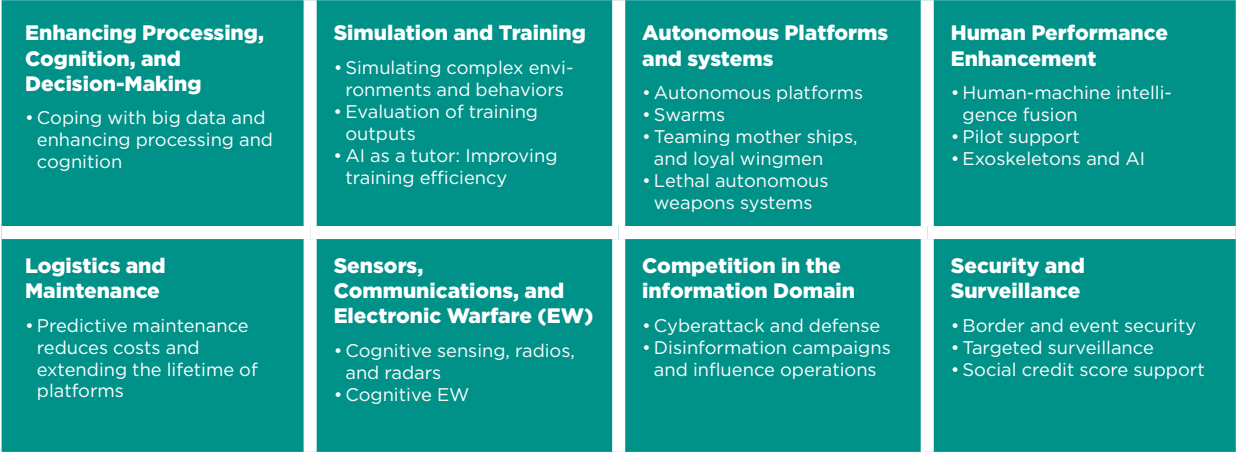 Enhancing Processing,
Cognition, and
Decision-Making
• Coping with big data and
enhancing processing and
cognition
Simulation and Training
• Simulating complex envi-
ronments and behaviors
• Evaluation of training
outputs
• AI as a tutor: Improving
training efficiency
Autonomous Platforms
and systems
• Autonomous platforms
• Swarms
• Teaming mother ships,
and loyal wingmen
• Lethal autonomous
weapons systems
Human Performance
Enhancement
• Human-machine intelli-
gence fusion
• Pilot support
• Exoskeletons and AI
Logistics and
Maintenance
• Predictive maintenance
reduces costs and
extending the lifetime of
platforms
Sensors,
Communications, and
Electronic Warfare (EW)
• Cognitive sensing, radios,
and radars
• Cognitive EW
Competition in the
information Domain
• Cyberattack and defense
• Disinformation campaigns
and influence operations
Security and
Surveillance
• Border and event security
• Targeted surveillance
• Social credit score support